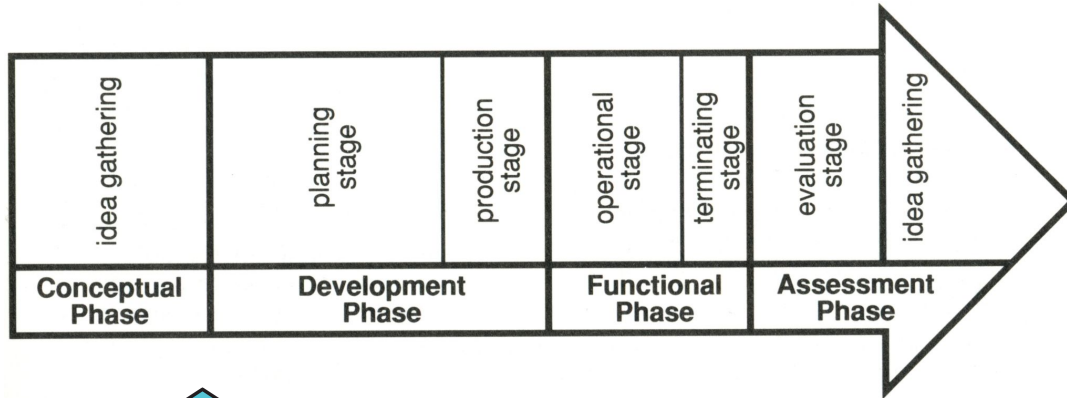 idea gathering
planning
stage
production
stage
operational
stage
terminating
stage
evaluation
stage
idea gathering
Conceptual
Phase
Development
Phase
Functional
Phase
Assessment
Phase